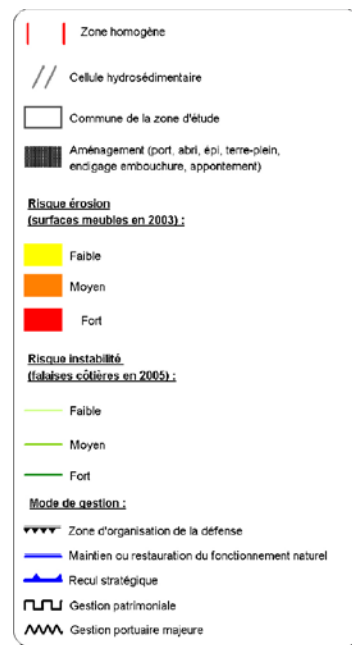 Zone homogène
Cellule hydrosédimentaire
Commune de la zone d'étude
Aménagement (port, abri, épi, terre-plein,
endigage embouchure, appontement)
Risque érosion
(surfaces meubles en 2003) :
Faible
Moyen
Fort
Risque instabilité
(falaises côtières en 2005) :
Faible
Moyen
Fort
Mode de gestion :
Zone d'organisation de la défense
Maintien ou restauration du fonctionnement naturel
Recul stratégique
Gestion patrimoniale
Gestion portuaire majeure